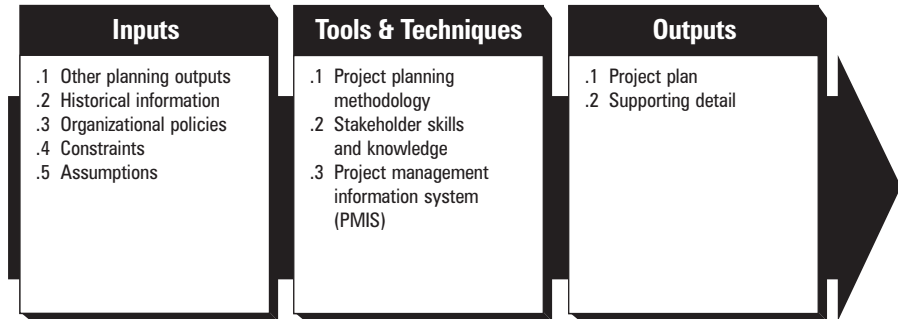 Inputs
.1 Other planning outputs
.2 Historical information
.3 Organizational policies
.4 Constraints
.5 Assumptions
Tools & Techniques
.1 Project planning
methodology
.2 Stakeholder skills
and knowledge
.3 Project management
information system
(PMIS)
Outputs
.1 Project plan
.2 Supporting detail